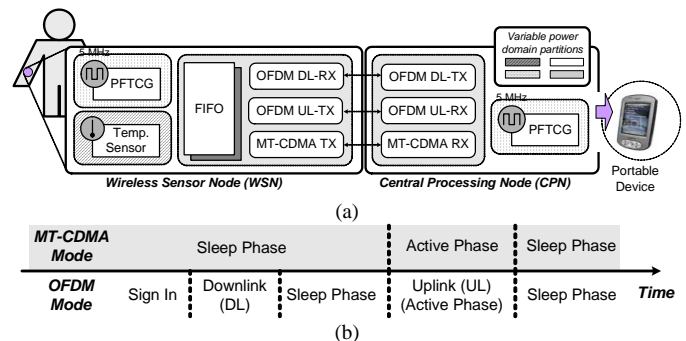 Variable power
domain partitions
5 MHz
PFTCG
Temp.
Sensor
FIFO
OFDM DL-RX
OFDM UL-TX
MT-CDMA TX
OFDM DL-TX
OFDM UL-RX
MT-CDMA RX
5 MHz
PFTCG
Portable
Device
Wireless Sensor Node (WSN)
Central Processing Node (CPN)
(a)
MT-CDMA
Mode
Sleep Phase
Active Phase
Sleep Phase
OFDM
Mode
Sign In
Downlink
(DL)
Sleep Phase
Uplink (UL)
(Active Phase)
Sleep Phase
Time
(b)